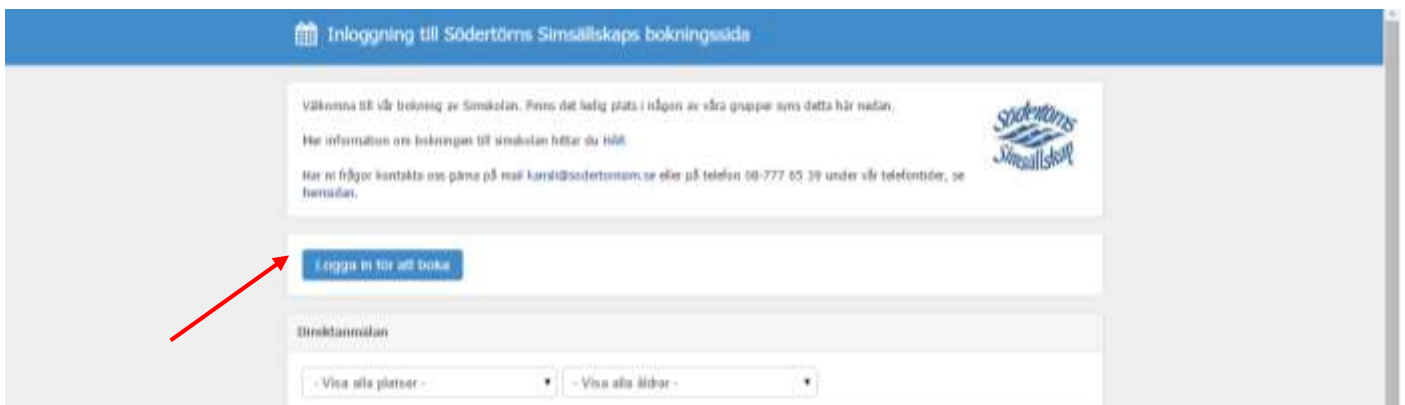 Inloggning till Södertörns Simsällskaps bokningssida
Välkomna till vår bokning av Simskolan. Finns det ledig plats i någon av våra grupper syns detta här nedan.
Södertörns
Simsällskap
Mer information om bokningen till simskolan hittar du HÄR
Har ni frågor kontakta oss gärna på mail kansli@sodertornsim.se eller på telefon 08-777 65 39 under vår telefontider, se
hemsidan.
Logga in för att boka
Direktanmälan
- Visa alla platser -
- Visa alla åldrar -